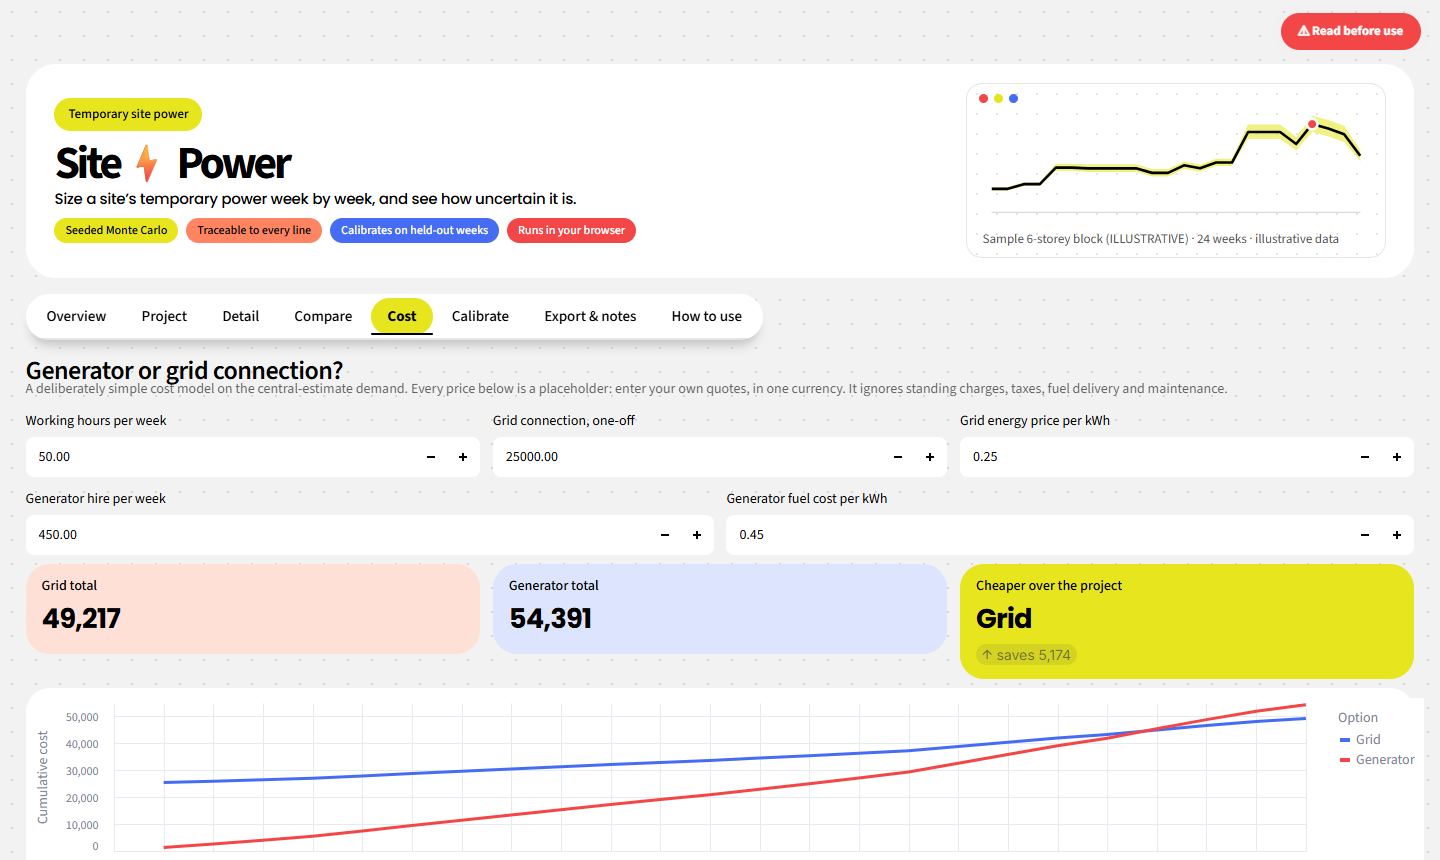 ⚠ Read before use
Temporary site power
Site ⚡ Power
Size a site's temporary power week by week, and see how uncertain it is.
Seeded Monte Carlo
Traceable to every line
Calibrates on held-out weeks
Runs in your browser
Sample 6-storey block (ILLUSTRATIVE) · 24 weeks · illustrative data
Overview
Project
Detail
Compare
Cost
Calibrate
Export & notes
How to use
Generator or grid connection?
A deliberately simple cost model on the central-estimate demand. Every price below is a placeholder: enter your own quotes, in one currency. It ignores standing charges, taxes, fuel delivery and maintenance.
Working hours per week
Grid connection, one-off
Grid energy price per kWh
50.00
25000.00
0.25
Generator hire per week
Generator fuel cost per kWh
450.00
0.45
Grid total
49,217
Generator total
54,391
Cheaper over the project
Grid
↑ saves 5,174
Cumulative cost
50,000
40,000
30,000
20,000
10,000
0
Option
Grid
Generator